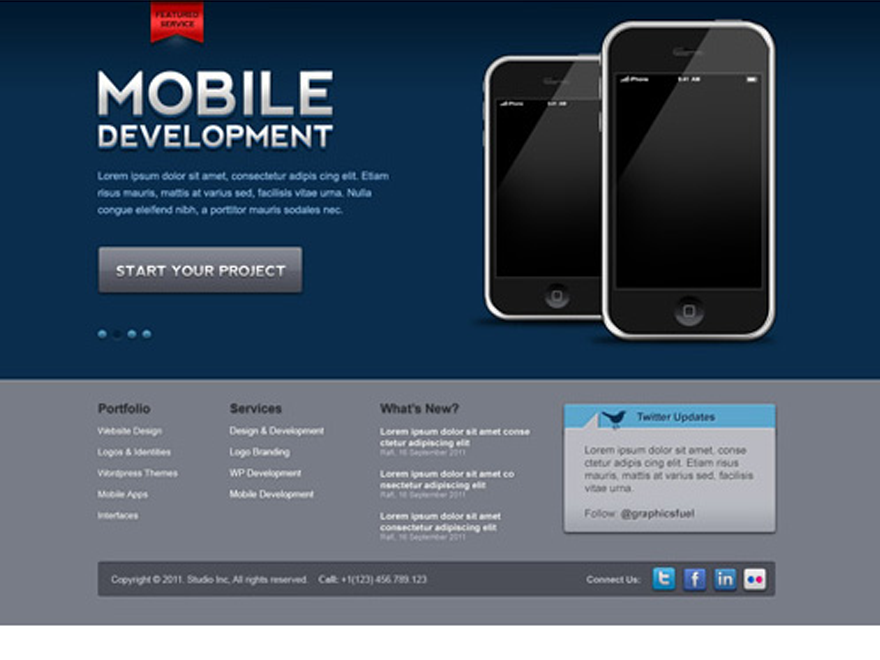 FEATURED
SERVICE
MOBILE
DEVELOPMENT
Lorem ipsum dolor sit amet, consectetur adipis cing elit. Etiam
risus mauris, mattis at varius sed, facilisis vitae urna. Nulla
congue eleifend nibh, a porttitor mauris sodales nec.
START YOUR PROJECT
iPhone 9:41 AM
iPhone 9:41 AM
Portfolio
Website Design
Logos & Identities
Wordpress Themes
Mobile Apps
Interfaces
Services
Design & Development
Logo Branding
WP Development
Mobile Development
What's New?
Lorem ipsum dolor sit amet conse
ctetur adipiscing elit
Rafi, 16 September 2011
Lorem ipsum dolor sit amet co
nsectetur adipiscing elit
Rafi, 16 September 2011
Lorem ipsum dolor sit amet
consectetur adipiscing elit
Rafi, 16 September 2011
Twitter Updates
Lorem ipsum dolor sit amet, conse
ctetur adipis cing elit. Etiam risus
mauris, mattis at varius sed, facilisis
vitae urna.
Follow: @graphicsfuel
Copyright © 2011. Studio Inc, All rights reserved. Call: +1(123).456.789.123
Connect Us: t f in